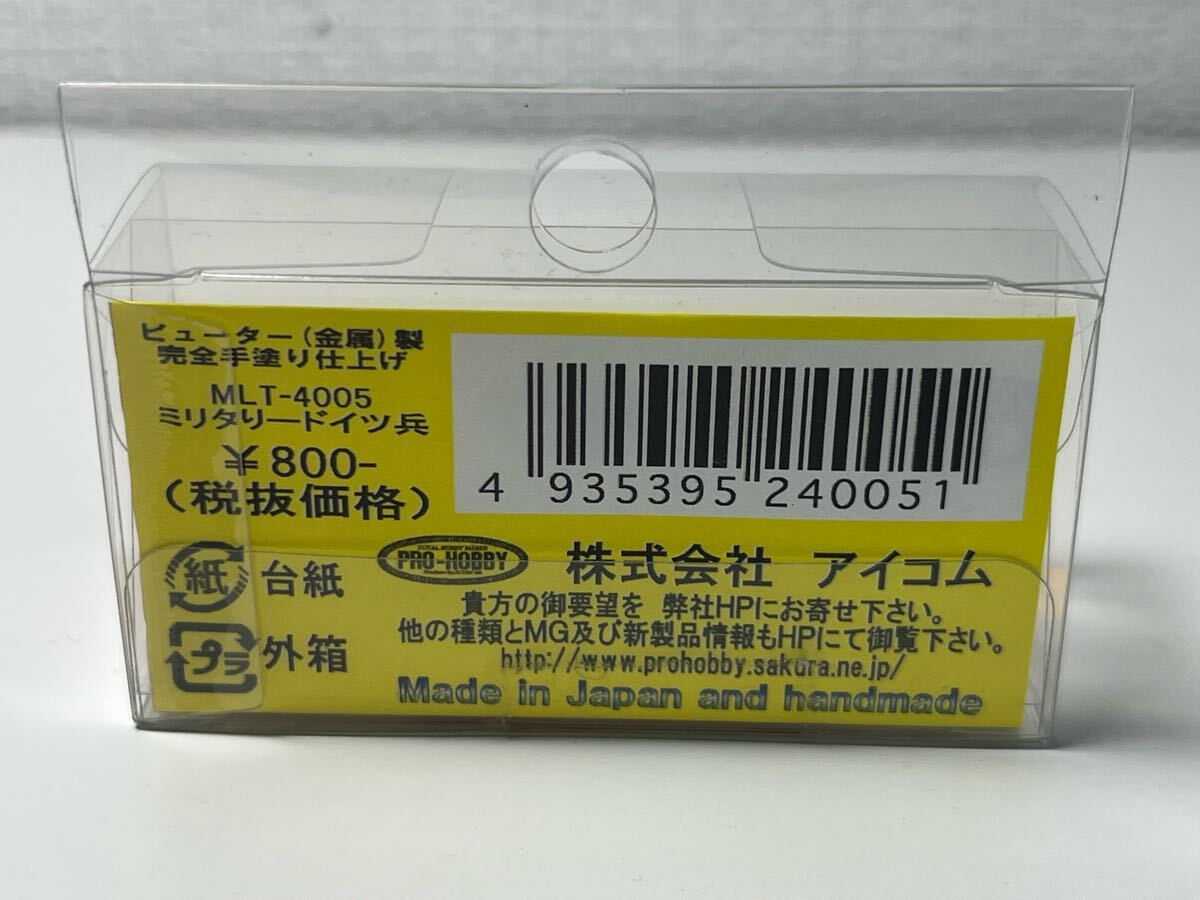 ピューター(金属)製
完全手塗り仕上げ
MLT-4005
ミリタリードイツ兵
¥800-
(税抜価格)
4 935395 240051
紙 台紙
プラ 外箱
TOTAL HOBBY MAKER
PRO-HOBBY
株式会社 アイコム
貴方の御要望を 弊社HPにお寄せ下さい。
他の種類とMG及び新製品情報もHPにて御覧下さい。
http://www.prohobby.sakura.ne.jp/
Made in Japan and handmade